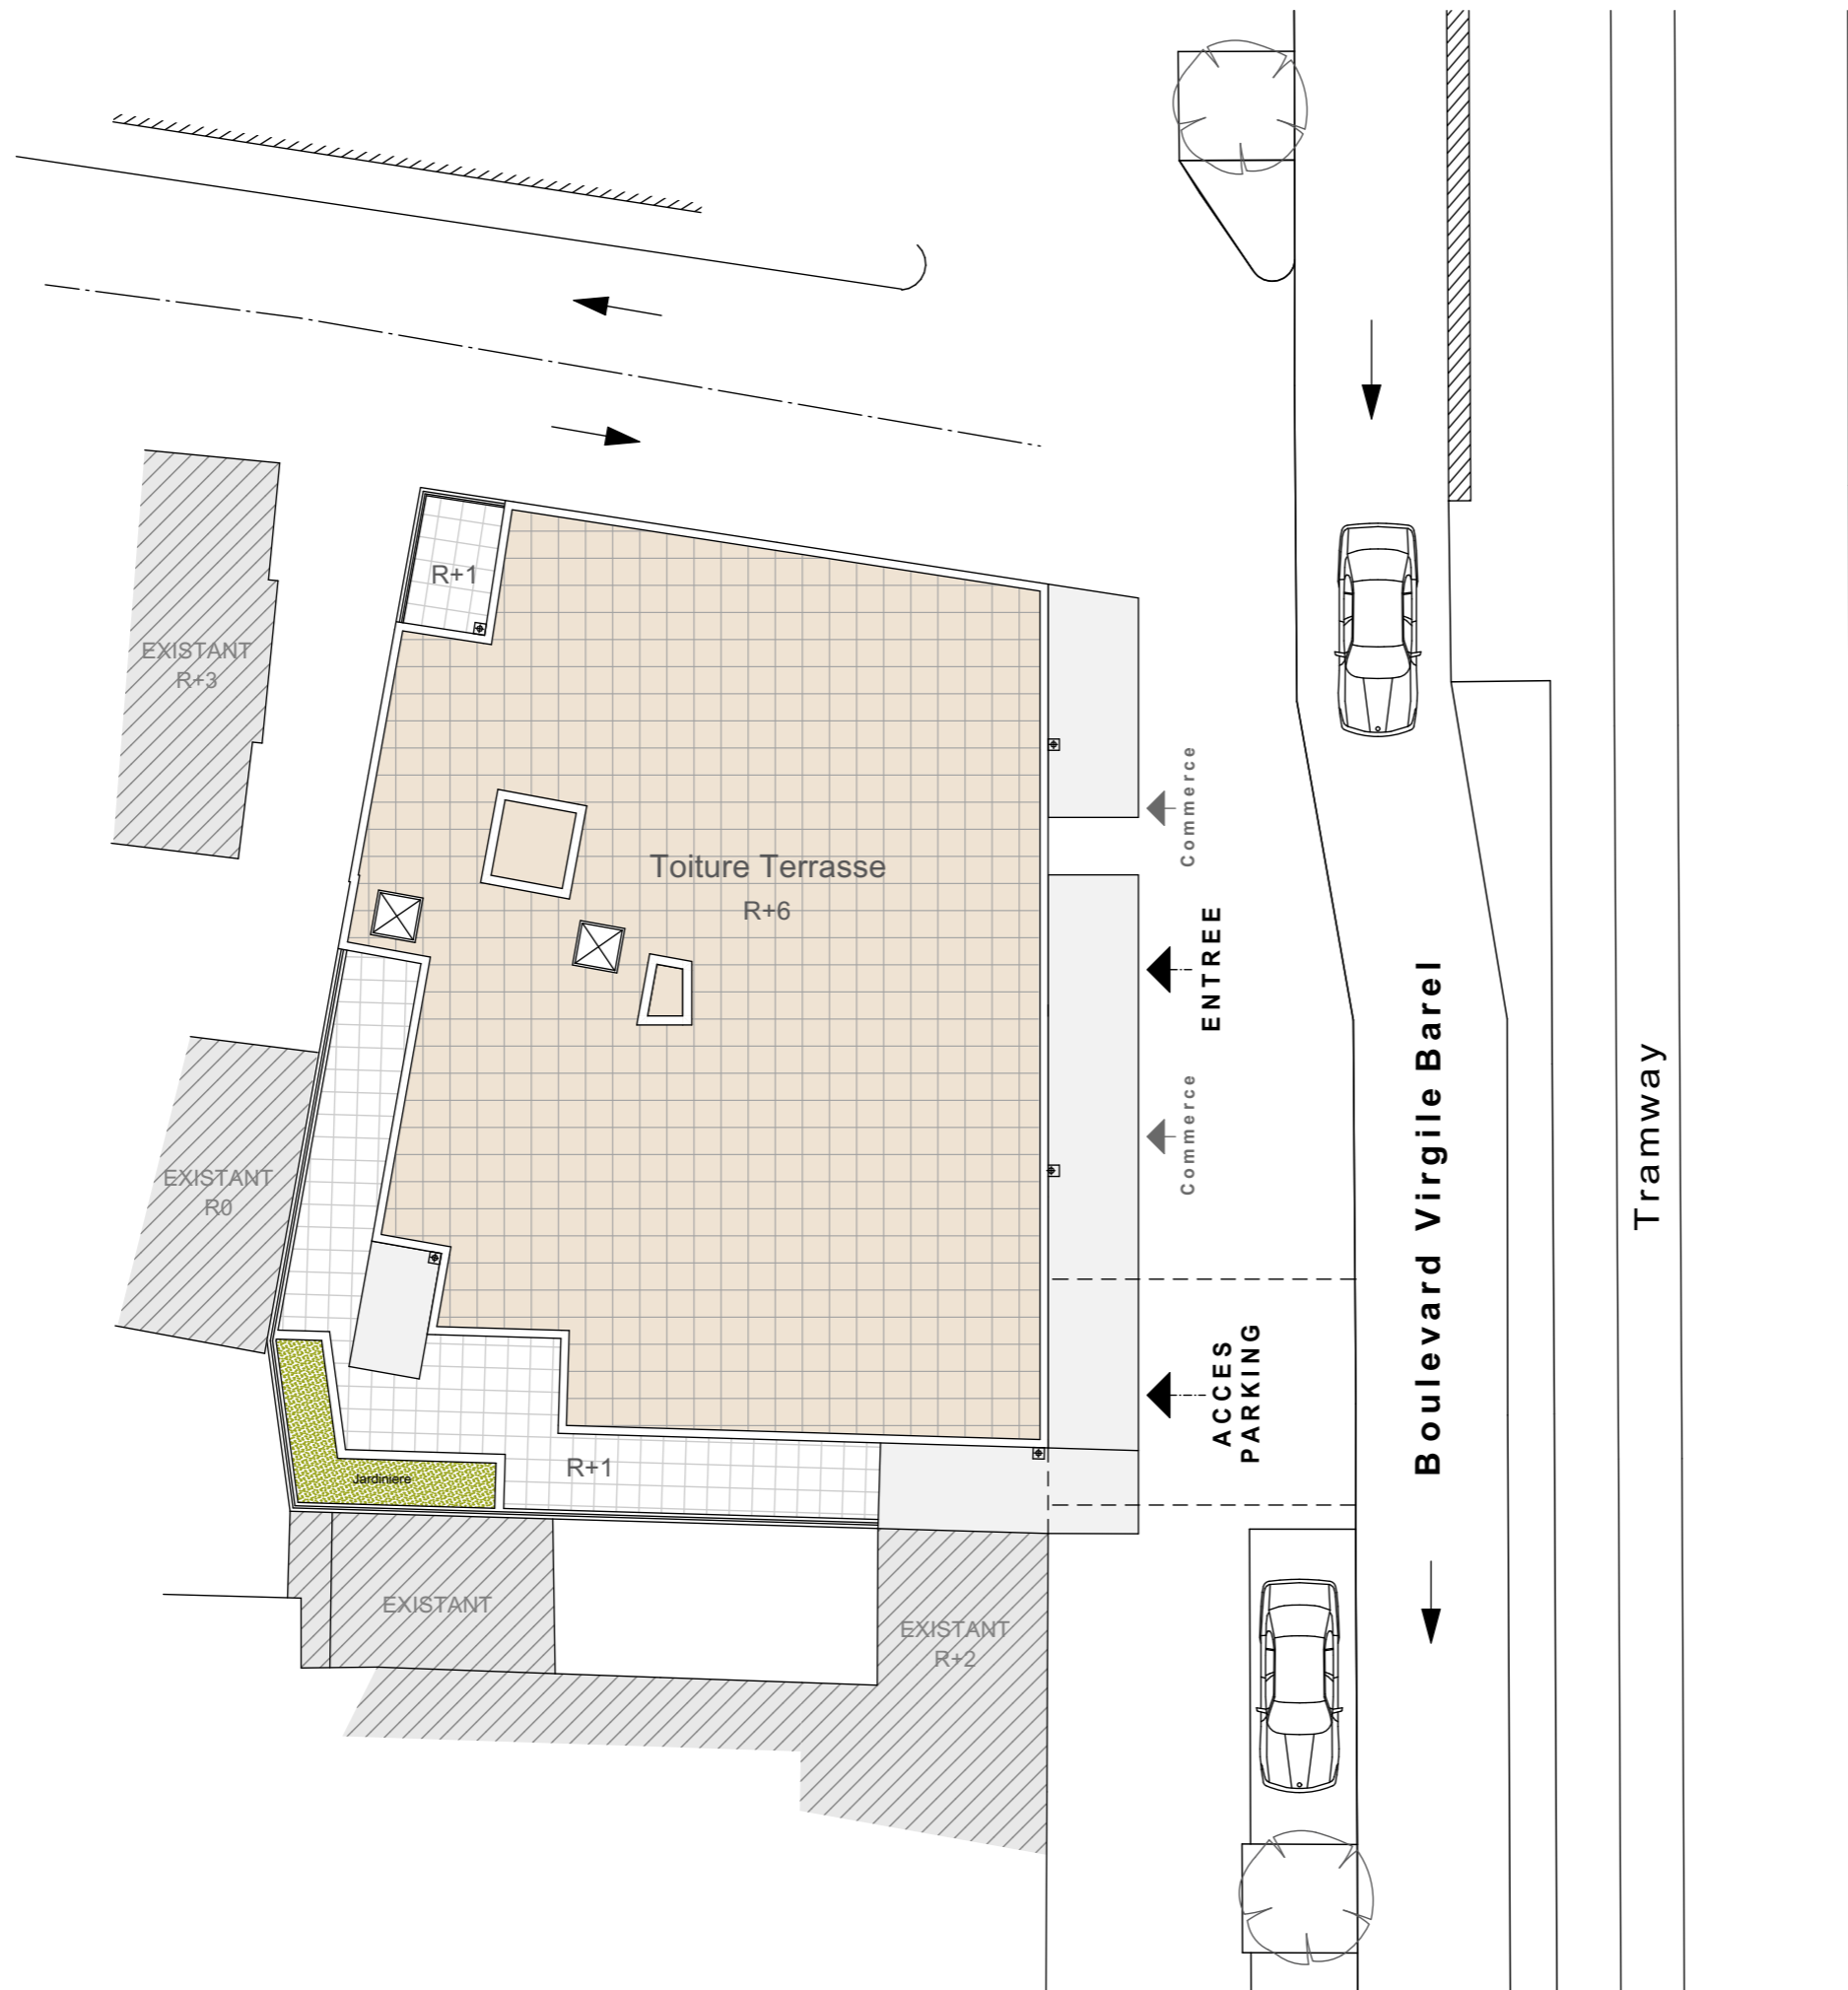 R+1
EXISTANT
R+3
Commerce
Toiture Terrasse
R+6
ENTREE
Boulevard Virgile Barel
Tramway
Commerce
EXISTANT
R0
ACCES
PARKING
R+1
Jardiniere
EXISTANT
EXISTANT
R+2